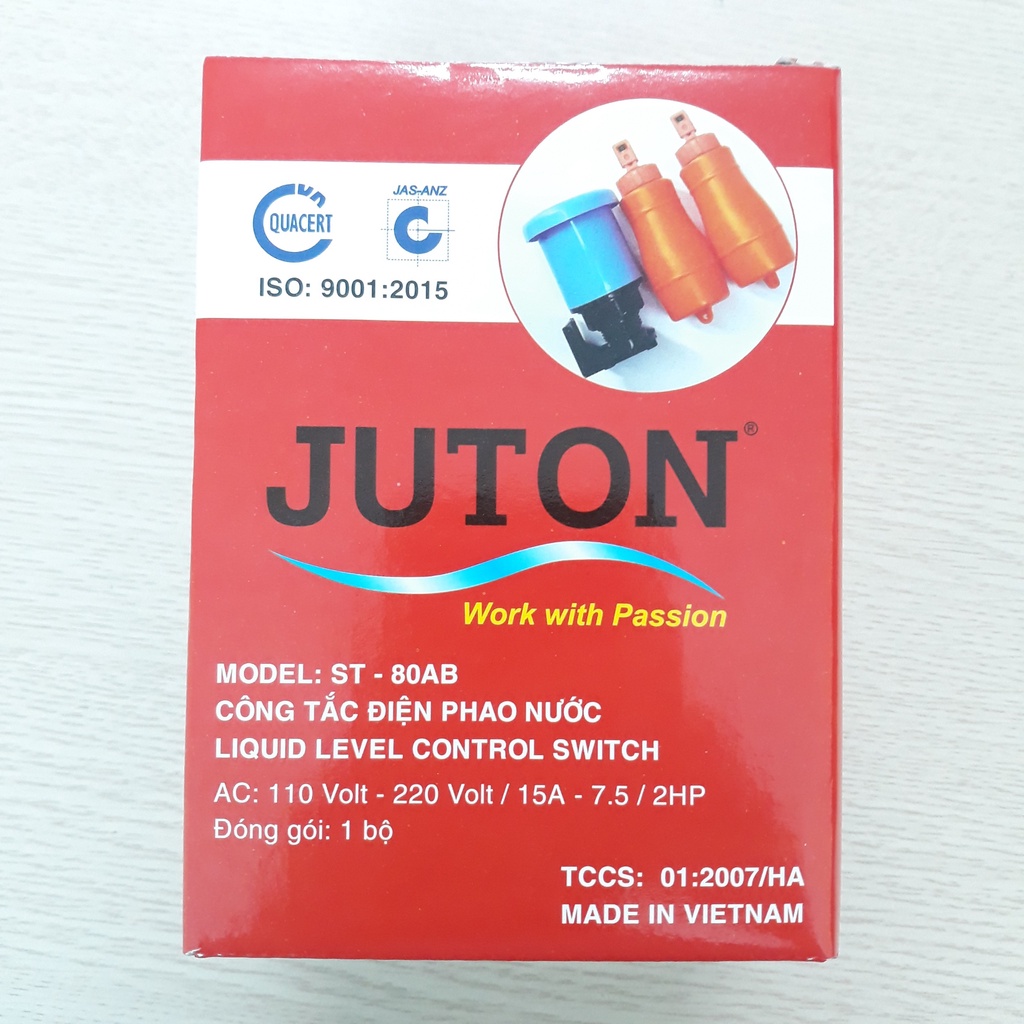 QUACERT
JAS-ANZ
ISO: 9001:2015
JUTON®
Work with Passion
MODEL: ST - 80AB
CÔNG TẮC ĐIỆN PHAO NƯỚC
LIQUID LEVEL CONTROL SWITCH
AC: 110 Volt - 220 Volt / 15A - 7.5 / 2HP
Đóng gói: 1 bộ
TCCS: 01:2007/HA
MADE IN VIETNAM